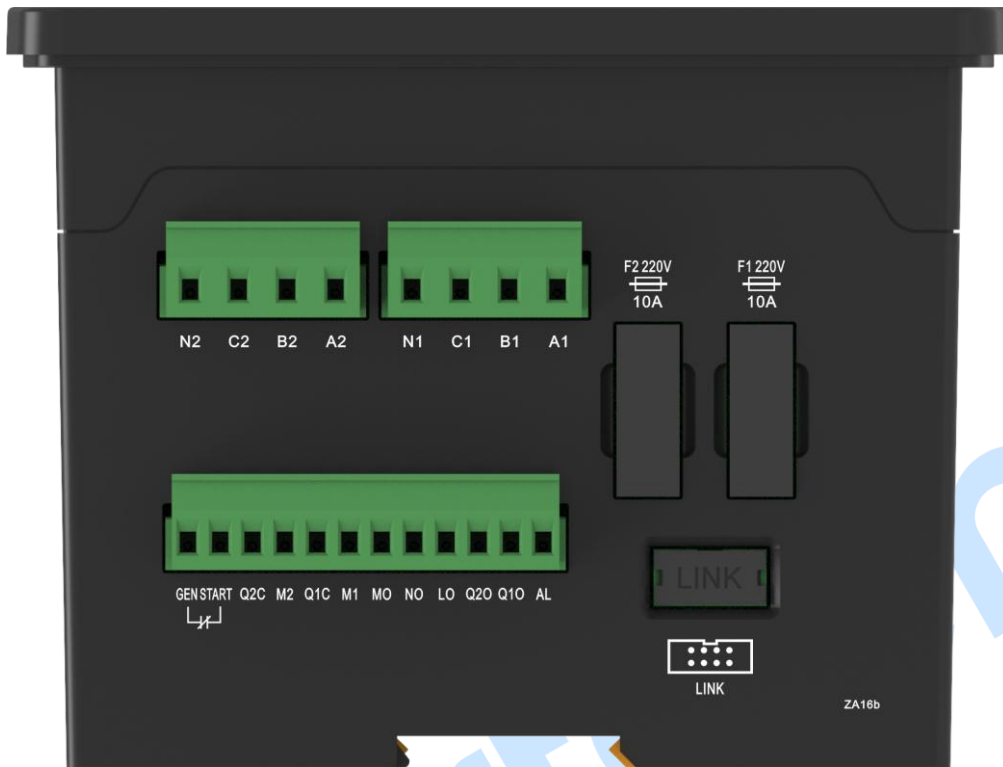 F2 220V
10A
F1 220V
10A
N2 C2 B2 A2
N1 C1 B1 A1
GEN START Q2C M2 Q1C M1 MO NO LO Q2O Q1O AL
LINK
LINK
ZA16b